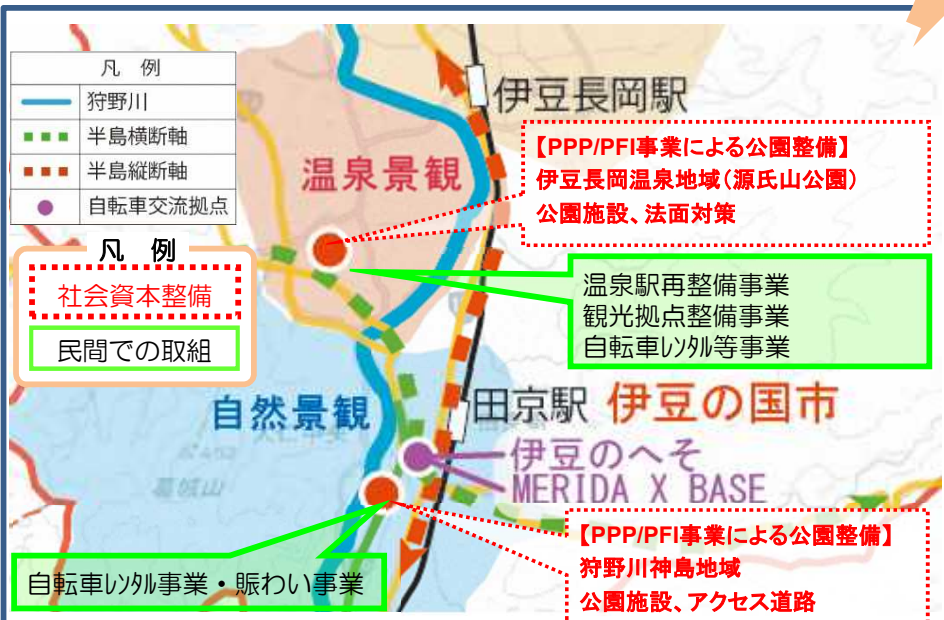 凡 例
狩野川
半島横断軸
半島縦断軸
自転車交流拠点
凡 例
社会資本整備
民間での取組
伊豆長岡駅
【PPP/PFI事業による公園整備】
伊豆長岡温泉地域(源氏山公園)
公園施設、法面対策
温泉景観
温泉駅再整備事業
観光拠点整備事業
自転車ﾚﾝﾀﾙ等事業
自然景観
田京駅 伊豆の国市
伊豆のへそ
MERIDA X BASE
葛城山
【PPP/PFI事業による公園整備】
狩野川神島地域
公園施設、アクセス道路
自転車ﾚﾝﾀﾙ事業・賑わい事業